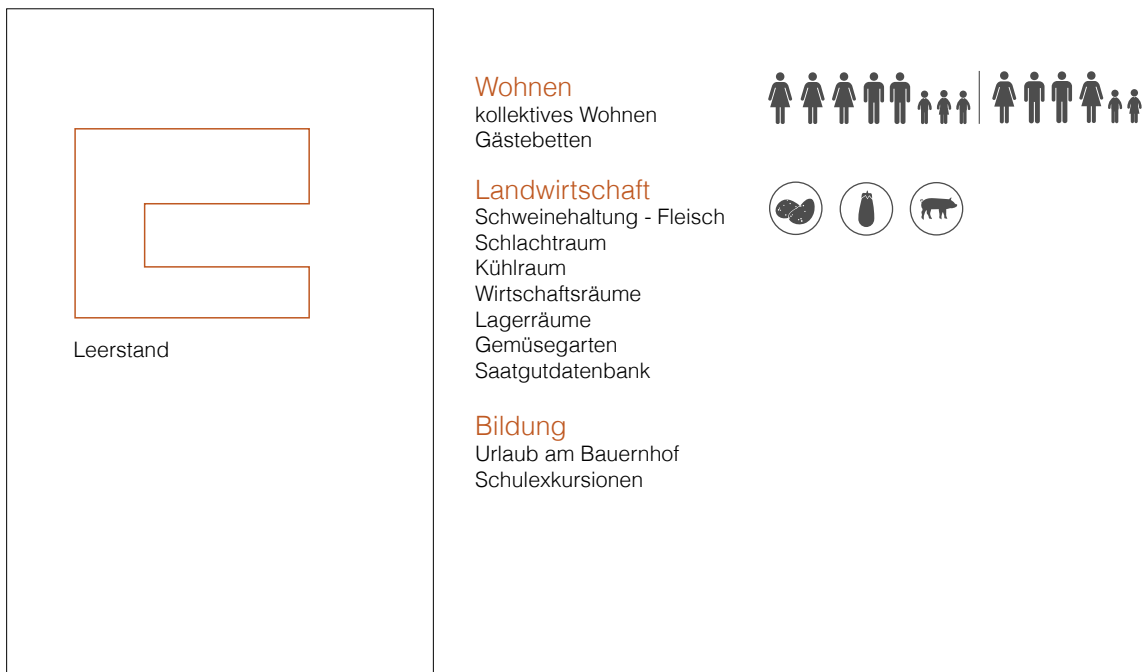 Leerstand
Wohnen
kollektives Wohnen
Gästebetten
Landwirtschaft
Schweinehaltung - Fleisch
Schlachtraum
Kühlraum
Wirtschaftsräume
Lagerräume
Gemüsegarten
Saatgutdatenbank
Bildung
Urlaub am Bauernhof
Schulexkursionen